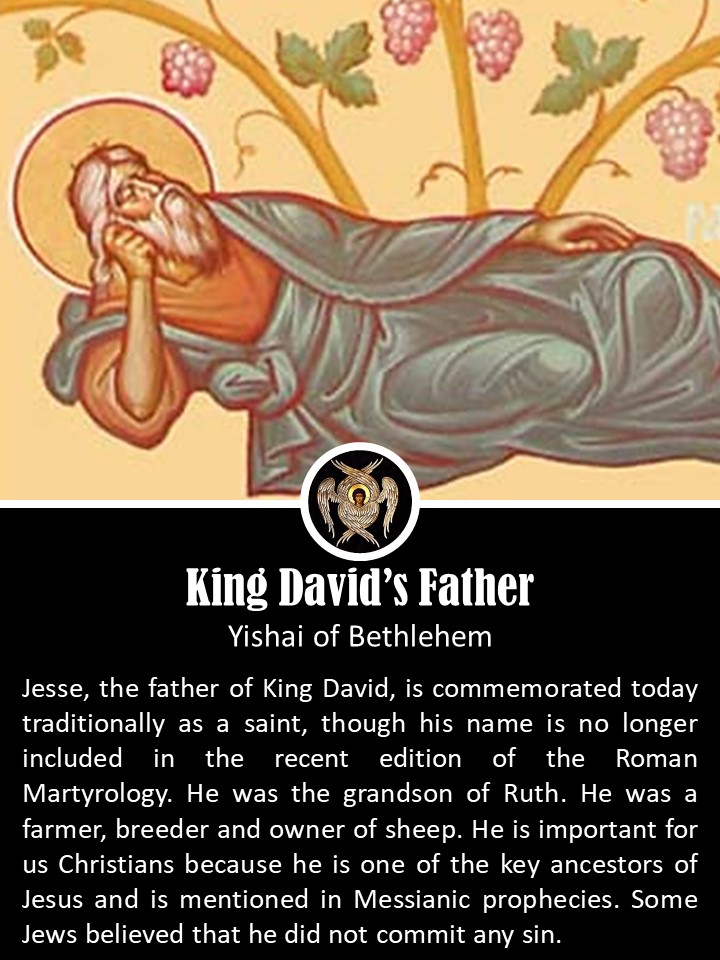 King David’s Father
Yishai of Bethlehem
Jesse, the father of King David, is commemorated today
traditionally as a saint, though his name is no longer
included in the recent edition of the Roman
Martyrology. He was the grandson of Ruth. He was a
farmer, breeder and owner of sheep. He is important for
us Christians because he is one of the key ancestors of
Jesus and is mentioned in Messianic prophecies. Some
Jews believed that he did not commit any sin.